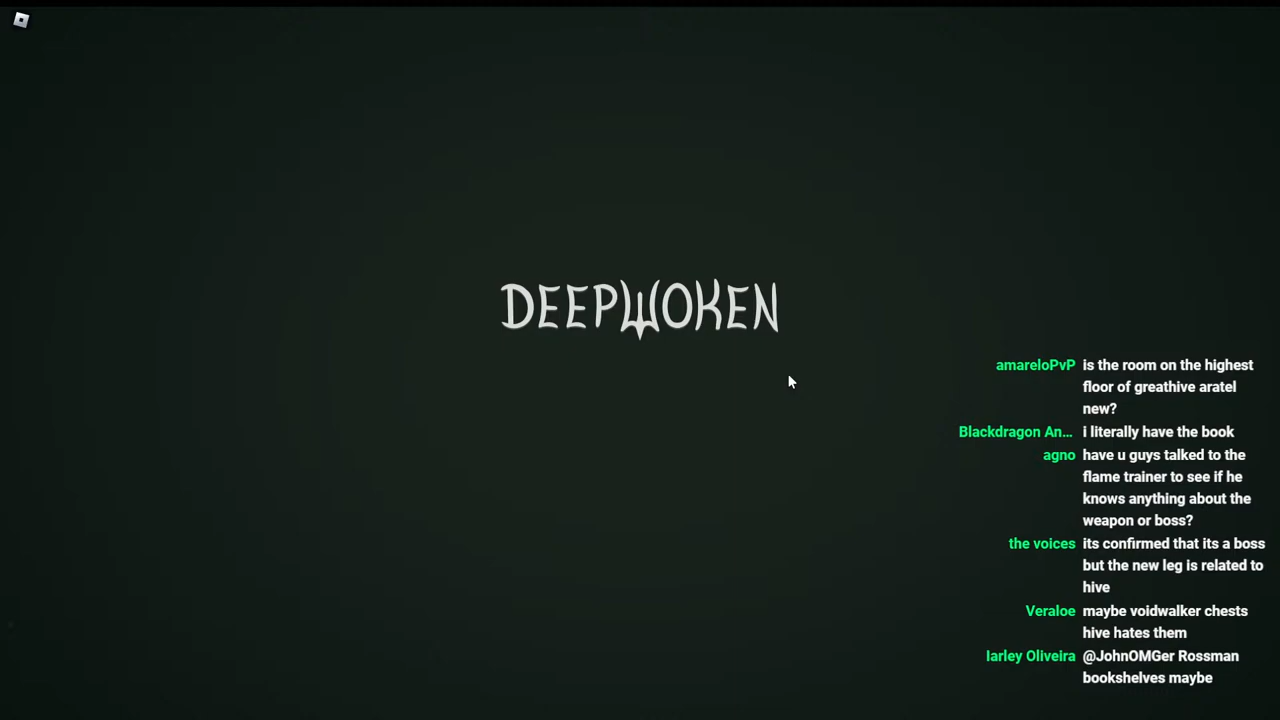 DEEPWOKEN
amareloPvP is the room on the highest
floor of greathive aratel
new?
Blackdragon An... i literally have the book
agno have u guys talked to the
flame trainer to see if he
knows anything about the
weapon or boss?
the voices its confirmed that its a boss
but the new leg is related to
hive
Veraloe maybe voidwalker chests
hive hates them
Iarley Oliveira @JohnOMGer Rossman
bookshelves maybe